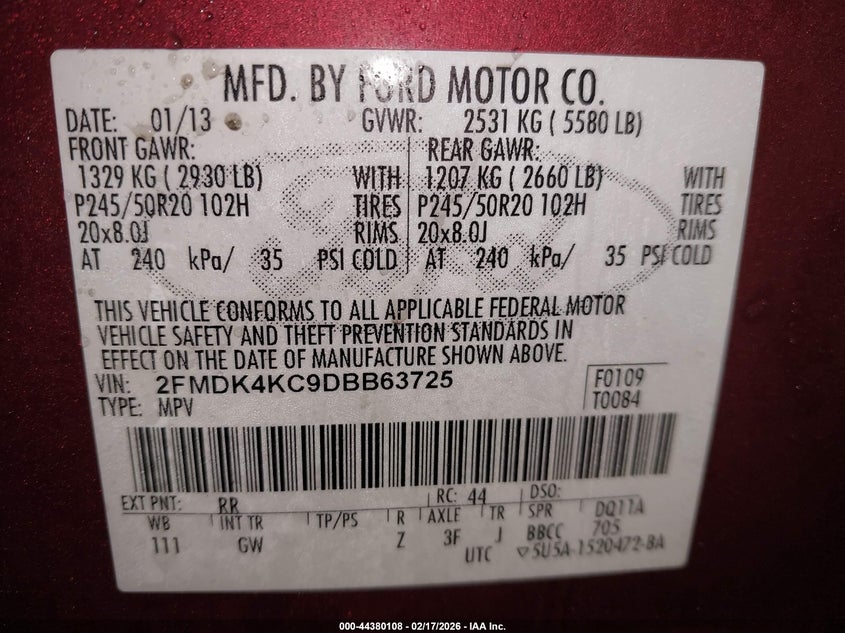 MFD. BY FORD MOTOR CO.
DATE: 01/13 GVWR: 2531 KG ( 5580 LB)
FRONT GAWR: REAR GAWR:
1329 KG ( 2930 LB) WITH 1207 KG ( 2660 LB) WITH
P245/50R20 102H TIRES P245/50R20 102H TIRES
20x8.0J RIMS 20x8.0J RIMS
AT 240 kPa/ 35 PSI COLD AT 240 kPa/ 35 PSI COLD
THIS VEHICLE CONFORMS TO ALL APPLICABLE FEDERAL MOTOR
VEHICLE SAFETY AND THEFT PREVENTION STANDARDS IN
EFFECT ON THE DATE OF MANUFACTURE SHOWN ABOVE.
VIN: 2FMDK4KC9DBB63725 F0109
TYPE: MPV T0084
EXT PNT: RR RC: 44 DSO:
WB INT TR TP/PS R AXLE TR SPR DQ11A
111 GW Z 3F J BBCC 705
UTC ▽5U5A-1520472-BA
000-44380108 - 02/17/2026 - IAA Inc.